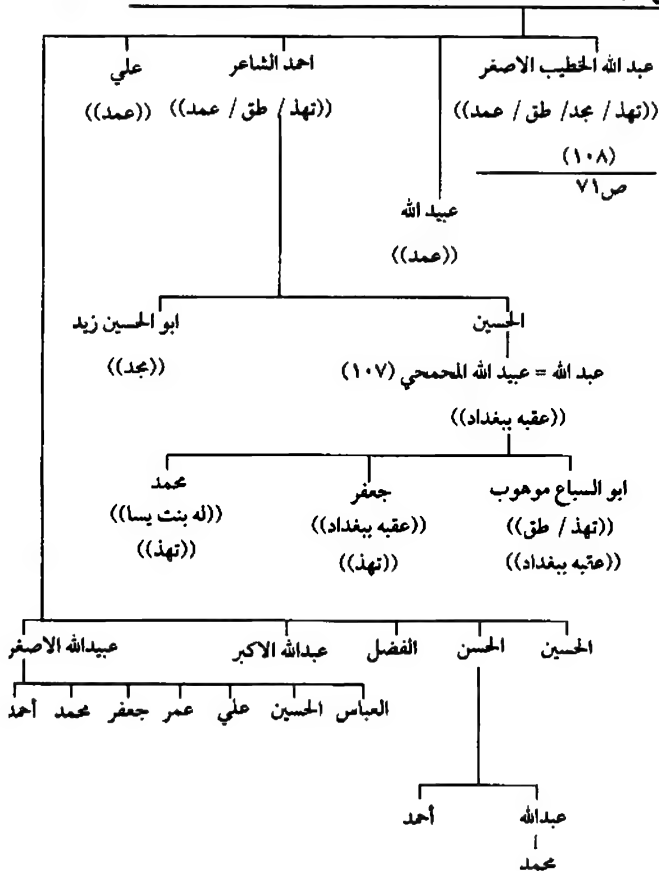 عبد الله الخطيب الاصغر
((تهذ / مجد / طق / عمد))
(١٠٨)
ص٧١
احمد الشاعر
((تهذ / طق / عمد))
علي
((عمد))
عبيد الله
((عمد))
الحسين
ابو الحسين زيد
((مجد))
عبد الله = عبيد الله المحمحي (١٠٧)
((عقبه ببغداد))
ابو السباع موهوب
((تهذ / طق))
((عقبه ببغداد))
جعفر
((عقبه ببغداد))
((تهذ))
محمد
((له بنت يسا))
((تهذ))
الحسين
الحسن
الفضل
عبدالله الاكبر
عبيدالله الاصغر
العباس
الحسين
علي
عمر
جعفر
محمد
أحمد
عبدالله
أحمد
محمد